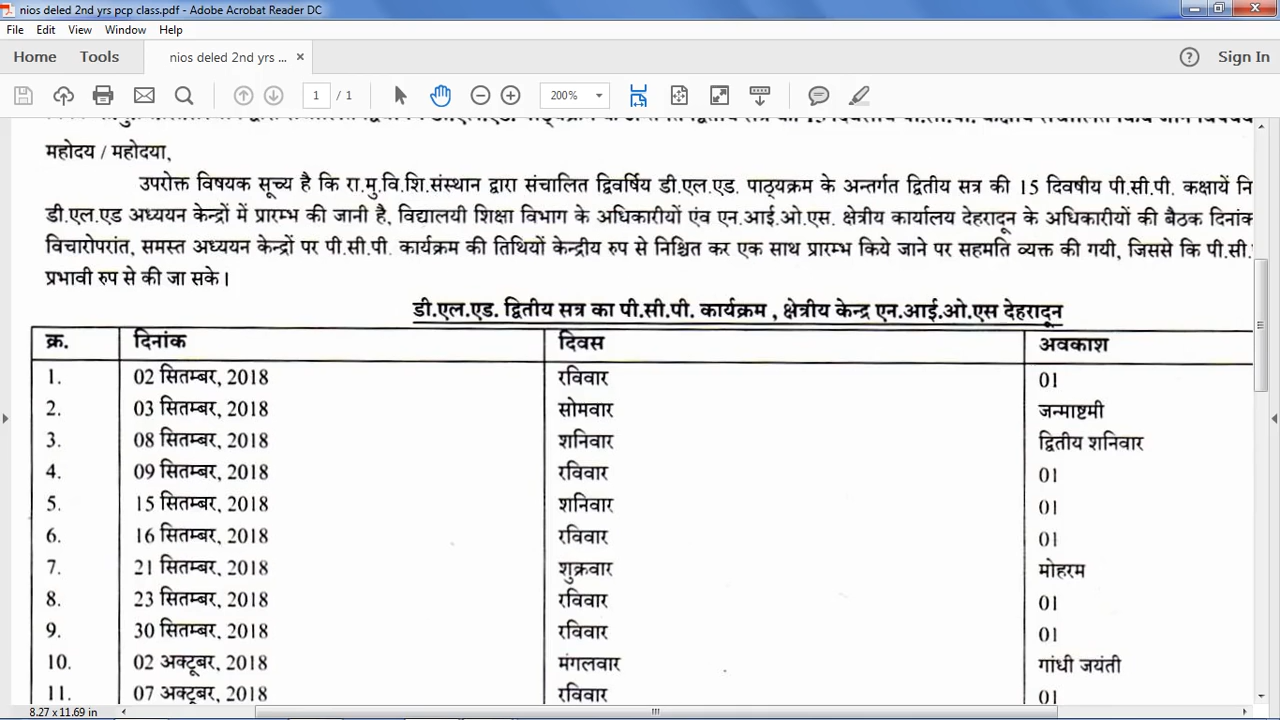 nios deled 2nd yrs pcp class.pdf - Adobe Acrobat Reader DC
File Edit View Window Help
Home Tools nios deled 2nd yrs ... × ? Sign In
1 / 1 200%
महोदय / महोदया,
उपरोक्त विषयक सूच्य है कि रा.मु.वि.शि.संस्थान द्वारा संचालित द्विवर्षिय डी.एल.एड. पाठ्यक्रम के अन्तर्गत द्वितीय सत्र की 15 दिवषीय पी.सी.पी. कक्षायें नि
डी.एल.एड अध्ययन केन्द्रों में प्रारम्भ की जानी है, विद्यालयी शिक्षा विभाग के अधिकारीयों एंव एन.आई.ओ.एस. क्षेत्रीय कार्यालय देहरादून के अधिकारीयों की बैठक दिनांक
विचारोपरांत, समस्त अध्ययन केन्द्रों पर पी.सी.पी. कार्यक्रम की तिथियों केन्द्रीय रुप से निश्चित कर एक साथ प्रारम्भ किये जाने पर सहमति व्यक्त की गयी, जिससे कि पी.सी.
प्रभावी रुप से की जा सके।
डी.एल.एड. द्वितीय सत्र का पी.सी.पी. कार्यक्रम , क्षेत्रीय केन्द्र एन.आई.ओ.एस देहरादून
क्र. दिनांक दिवस अवकाश
1. 02 सितम्बर, 2018 रविवार 01
2. 03 सितम्बर, 2018 सोमवार जन्माष्टमी
3. 08 सितम्बर, 2018 शनिवार द्वितीय शनिवार
4. 09 सितम्बर, 2018 रविवार 01
5. 15 सितम्बर, 2018 शनिवार 01
6. 16 सितम्बर, 2018 रविवार 01
7. 21 सितम्बर, 2018 शुक्रवार मोहरम
8. 23 सितम्बर, 2018 रविवार 01
9. 30 सितम्बर, 2018 रविवार 01
10. 02 अक्टूबर, 2018 मंगलवार गांधी जयंती
11. 07 अक्टूबर, 2018 रविवार 01
8.27 x 11.69 in